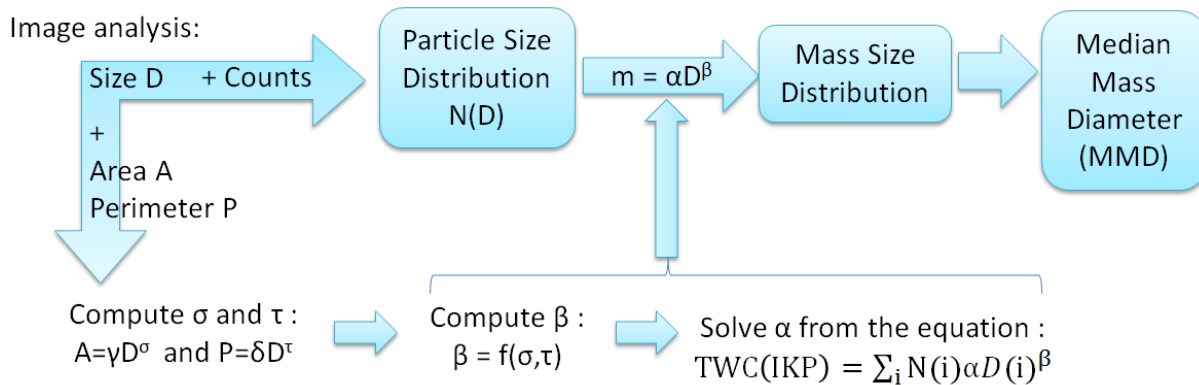 Image analysis:
Size D + Counts
+
Area A
Perimeter P
Particle Size
Distribution
N(D)
m = αD^β
Mass Size
Distribution
Median
Mass
Diameter
(MMD)
Compute σ and τ :
A=γD^σ and P=δD^τ
Compute β :
β = f(σ,τ)
Solve α from the equation :
TWC(IKP) = ∑_i N(i)αD(i)^β